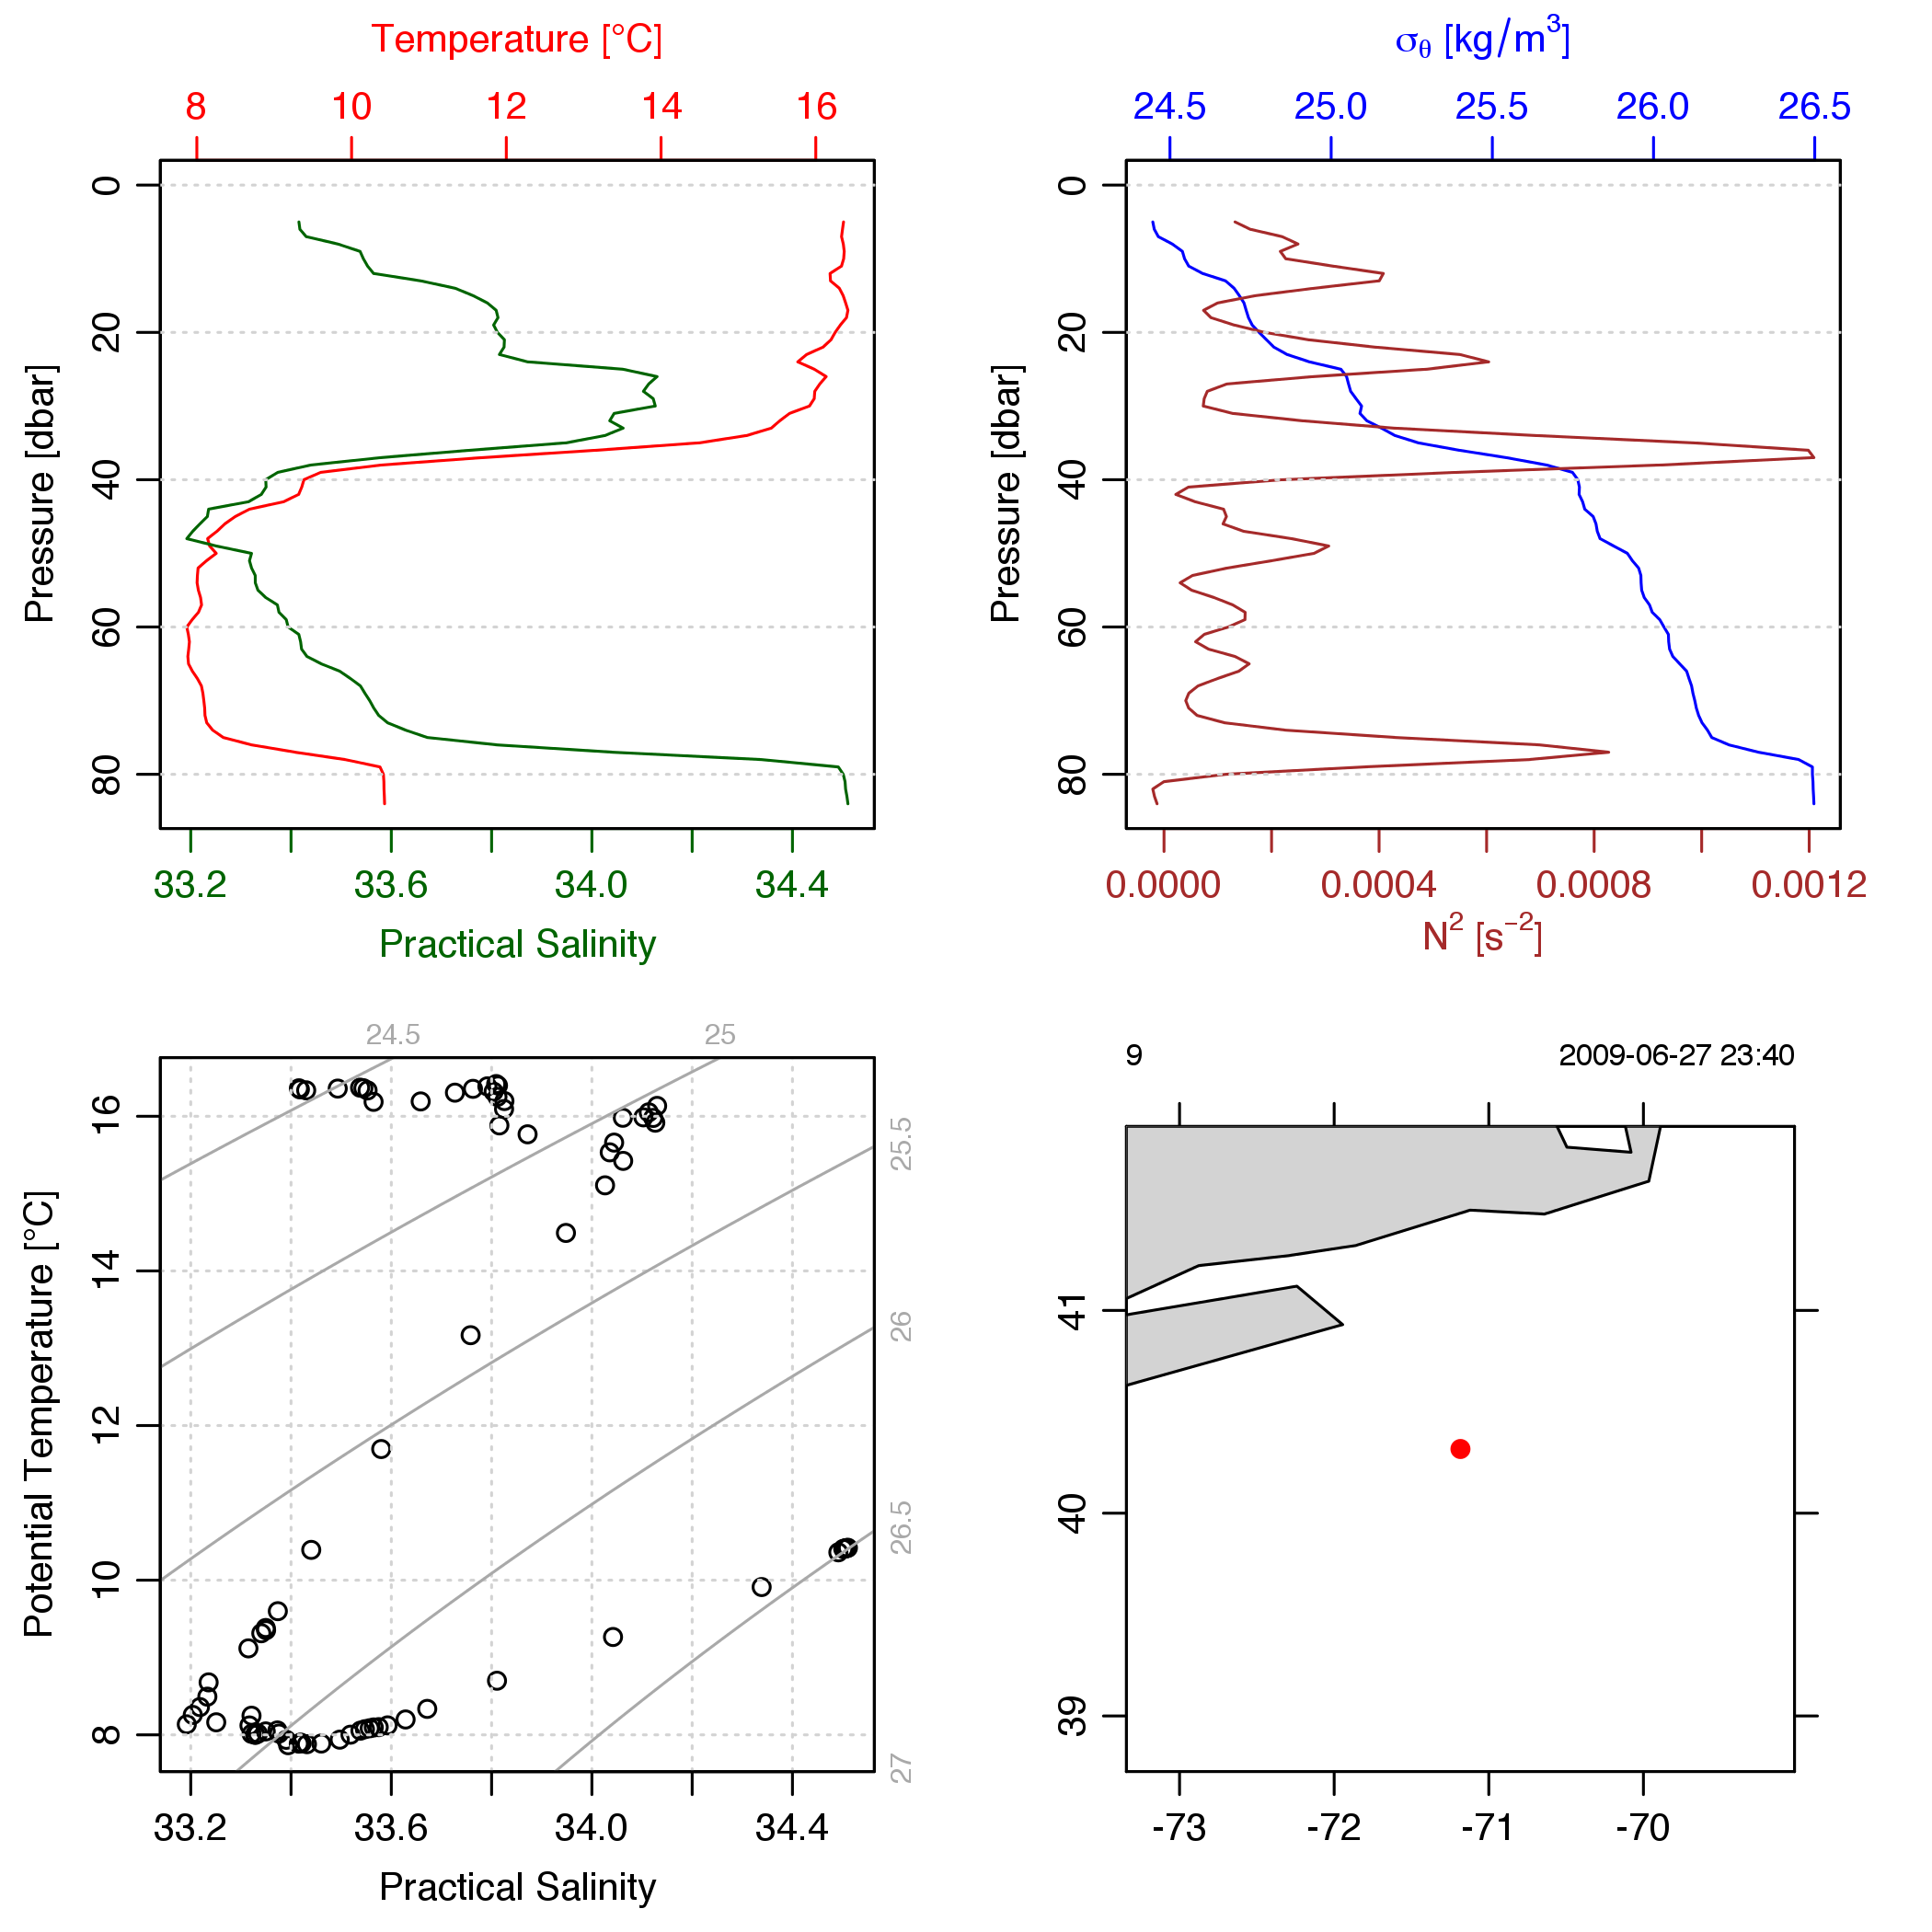 Temperature [°C]
8 10 12 14 16
0 20 40 60 80
Pressure [dbar]
33.2 33.6 34.0 34.4
Practical Salinity
σθ [kg/m³]
24.5 25.0 25.5 26.0 26.5
0 20 40 60 80
Pressure [dbar]
0.0000 0.0004 0.0008 0.0012
N² [s⁻²]
24.5 25
25.5
26
26.5
27
16 14 12 10 8
Potential Temperature [°C]
33.2 33.6 34.0 34.4
Practical Salinity
9 2009-06-27 23:40
41
40
39
-73 -72 -71 -70